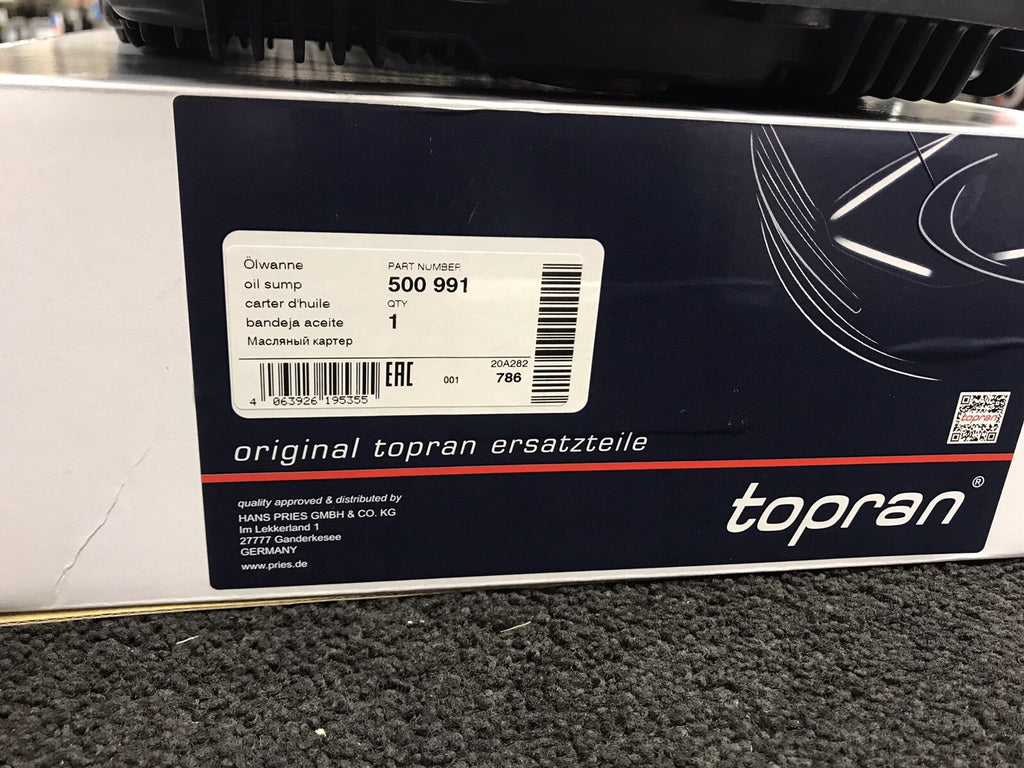 Ölwanne
oil sump
carter d'huile
bandeja aceite
Масляный картер
PART NUMBER
500 991
QTY
1
4 063926 195355
EAC
001
20A282
786
original topran ersatzteile
topran
quality approved & distributed by
HANS PRIES GMBH & CO. KG
Im Lekkerland 1
27777 Ganderkesee
GERMANY
www.pries.de
topran®